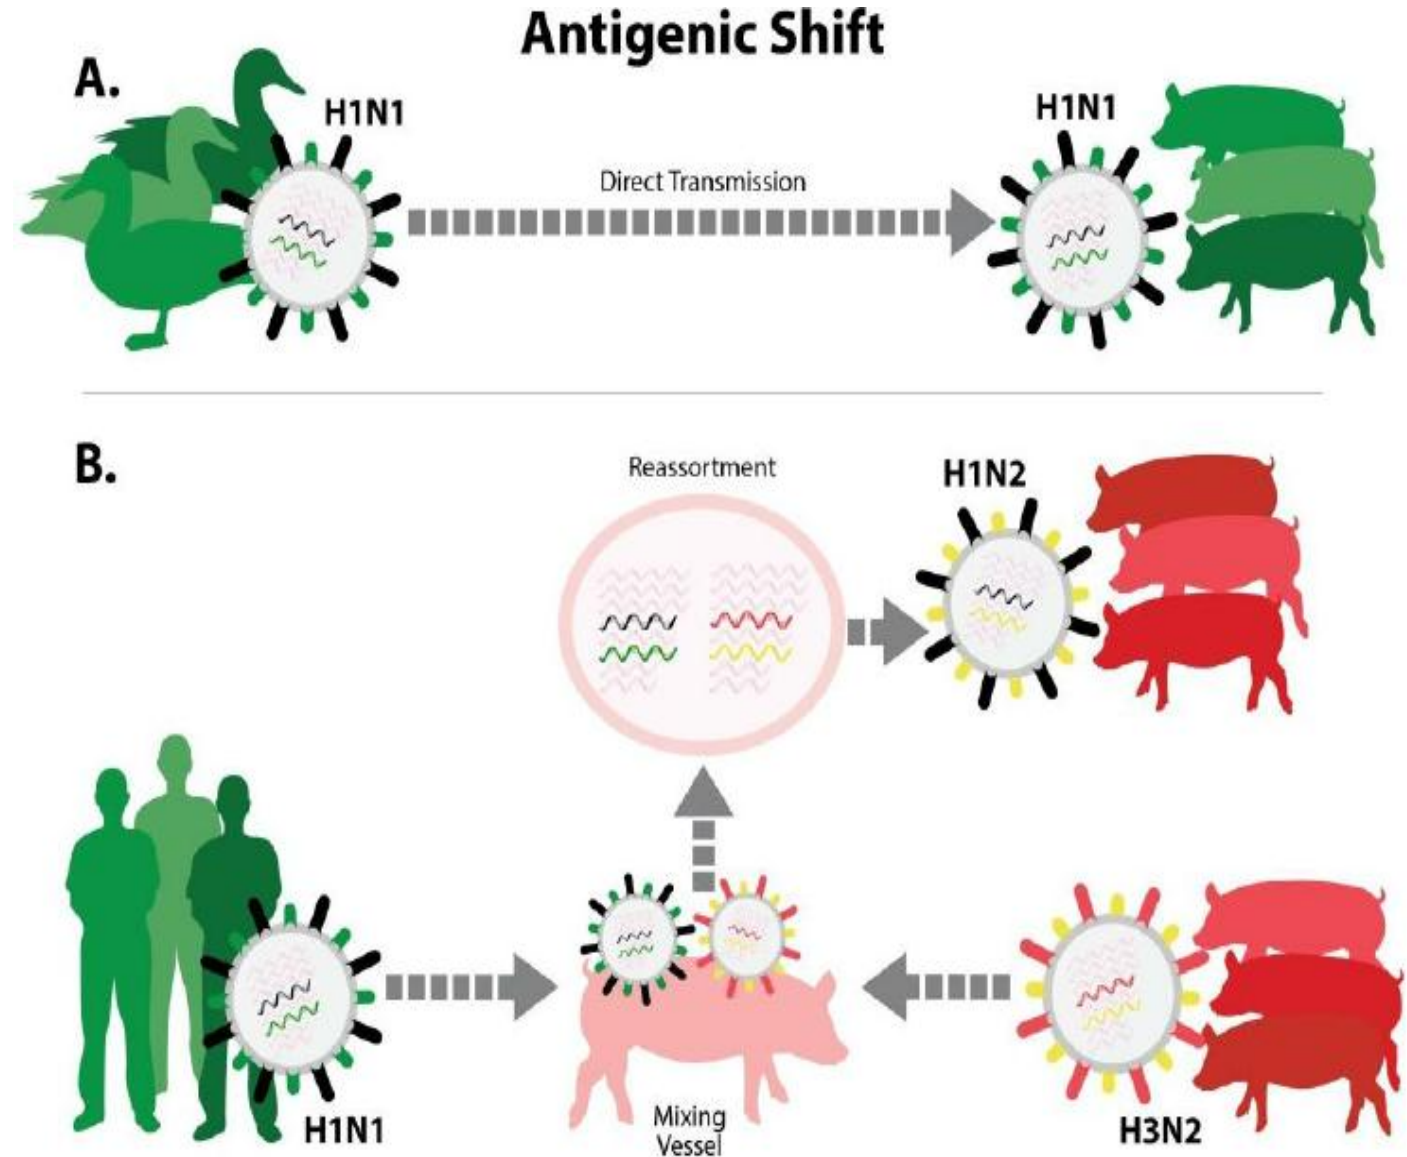 Antigenic Shift
A.
H1N1
Direct Transmission
H1N1
B.
Reassortment
H1N2
H1N1
Mixing
Vessel
H3N2